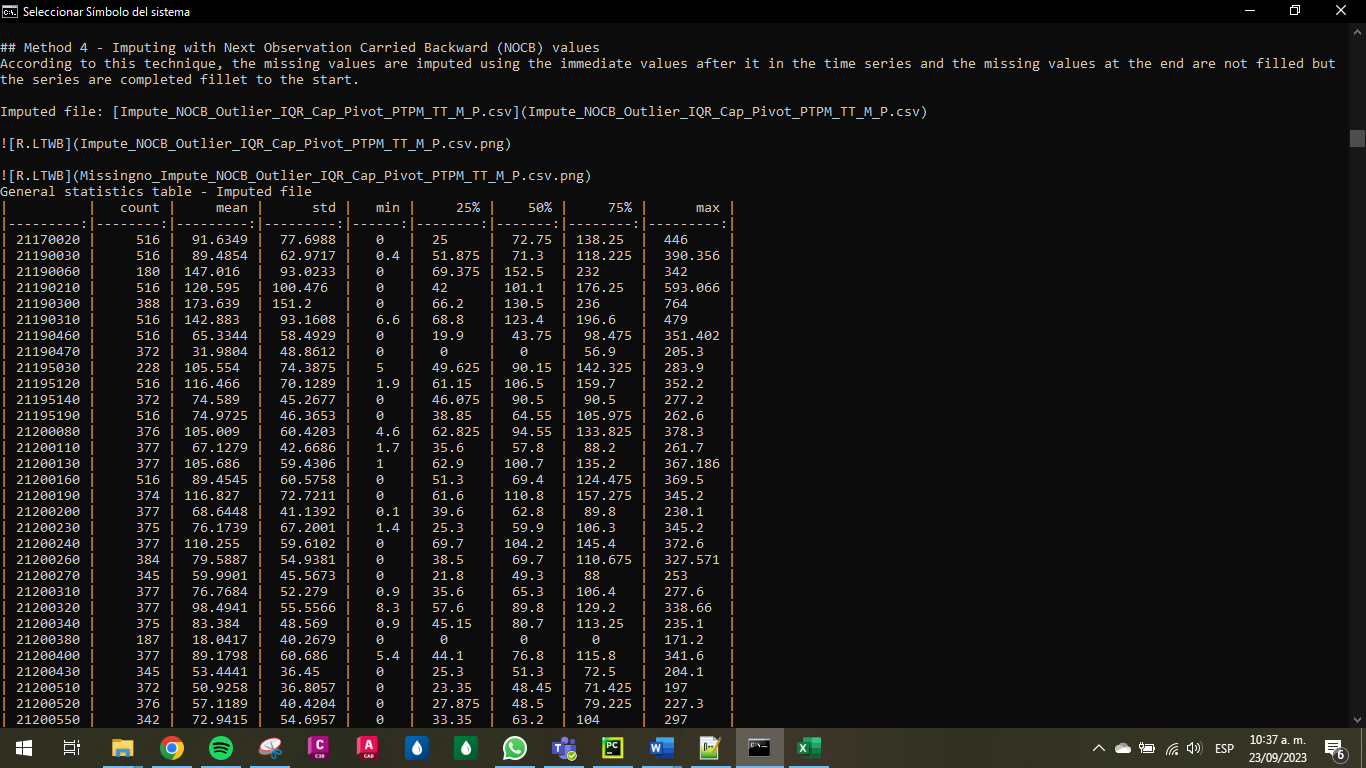 Seleccionar Símbolo del sistema
## Method 4 - Imputing with Next Observation Carried Backward (NOCB) values
According to this technique, the missing values are imputed using the immediate values after it in the time series and the missing values at the end are not filled but
the series are completed fillet to the start.
Imputed file: [Impute_NOCB_Outlier_IQR_Cap_Pivot_PTPM_TT_M_P.csv](Impute_NOCB_Outlier_IQR_Cap_Pivot_PTPM_TT_M_P.csv)
![R.LTWB](Impute_NOCB_Outlier_IQR_Cap_Pivot_PTPM_TT_M_P.csv.png)
![R.LTWB](Missingno_Impute_NOCB_Outlier_IQR_Cap_Pivot_PTPM_TT_M_P.csv.png)
General statistics table - Imputed file
|          |   count |     mean |      std |   min |     25% |    50% |     75% |      max |
|---------:|--------:|---------:|---------:|------:|--------:|-------:|--------:|---------:|
| 21170020 |     516 |  91.6349 |  77.6988 |   0   |  25     |  72.75 | 138.25  |  446     |
| 21190030 |     516 |  89.4854 |  62.9717 |   0.4 |  51.875 |  71.3  | 118.225 |  390.356 |
| 21190060 |     180 | 147.016  |  93.0233 |   0   |  69.375 | 152.5  | 232     |  342     |
| 21190210 |     516 | 120.595  | 100.476  |   0   |  42     | 101.1  | 176.25  |  593.066 |
| 21190300 |     388 | 173.639  | 151.2    |   0   |  66.2   | 130.5  | 236     |  764     |
| 21190310 |     516 | 142.883  |  93.1608 |   6.6 |  68.8   | 123.4  | 196.6   |  479     |
| 21190460 |     516 |  65.3344 |  58.4929 |   0   |  19.9   |  43.75 |  98.475 |  351.402 |
| 21190470 |     372 |  31.9804 |  48.8612 |   0   |   0     |   0    |  56.9   |  205.3   |
| 21195030 |     228 | 105.554  |  74.3875 |   5   |  49.625 |  90.15 | 142.325 |  283.9   |
| 21195120 |     516 | 116.466  |  70.1289 |   1.9 |  61.15  | 106.5  | 159.7   |  352.2   |
| 21195140 |     372 |  74.589  |  45.2677 |   0   |  46.075 |  90.5  |  90.5   |  277.2   |
| 21195190 |     516 |  74.9725 |  46.3653 |   0   |  38.85  |  64.55 | 105.975 |  262.6   |
| 21200080 |     376 | 105.009  |  60.4203 |   4.6 |  62.825 |  94.55 | 133.825 |  378.3   |
| 21200110 |     377 |  67.1279 |  42.6686 |   1.7 |  35.6   |  57.8  |  88.2   |  261.7   |
| 21200130 |     377 | 105.686  |  59.4306 |   1   |  62.9   | 100.7  | 135.2   |  367.186 |
| 21200160 |     516 |  89.4545 |  60.5758 |   0   |  51.3   |  69.4  | 124.475 |  369.5   |
| 21200190 |     374 | 116.827  |  72.7211 |   0   |  61.6   | 110.8  | 157.275 |  345.2   |
| 21200200 |     377 |  68.6448 |  41.1392 |   0.1 |  39.6   |  62.8  |  89.8   |  230.1   |
| 21200230 |     375 |  76.1739 |  67.2001 |   1.4 |  25.3   |  59.9  | 106.3   |  345.2   |
| 21200240 |     377 | 110.255  |  59.6102 |   0   |  69.7   | 104.2  | 145.4   |  372.6   |
| 21200260 |     384 |  79.5887 |  54.9381 |   0   |  38.5   |  69.7  | 110.675 |  327.571 |
| 21200270 |     345 |  59.9901 |  45.5673 |   0   |  21.8   |  49.3  |  88     |  253     |
| 21200310 |     377 |  76.7684 |  52.279  |   0.9 |  35.6   |  65.3  | 106.4   |  277.6   |
| 21200320 |     377 |  98.4941 |  55.5566 |   8.3 |  57.6   |  89.8  | 129.2   |  338.66  |
| 21200340 |     375 |  83.384  |  48.569  |   0.9 |  45.15  |  80.7  | 113.25  |  235.1   |
| 21200380 |     187 |  18.0417 |  40.2679 |   0   |   0     |   0    |   0     |  171.2   |
| 21200400 |     377 |  89.1798 |  60.686  |   5.4 |  44.1   |  76.8  | 115.8   |  341.6   |
| 21200430 |     345 |  53.4441 |  36.45   |   0   |  25.3   |  51.3  |  72.5   |  204.1   |
| 21200510 |     372 |  50.9258 |  36.8057 |   0   |  23.35  |  48.45 |  71.425 |  197     |
| 21200520 |     376 |  57.1189 |  40.4204 |   0   |  27.875 |  48.5  |  79.225 |  227.3   |
| 21200550 |     342 |  72.9415 |  54.6957 |   0   |  33.35  |  63.2  | 104     |  297     |
ESP
10:37 a. m.
23/09/2023
6